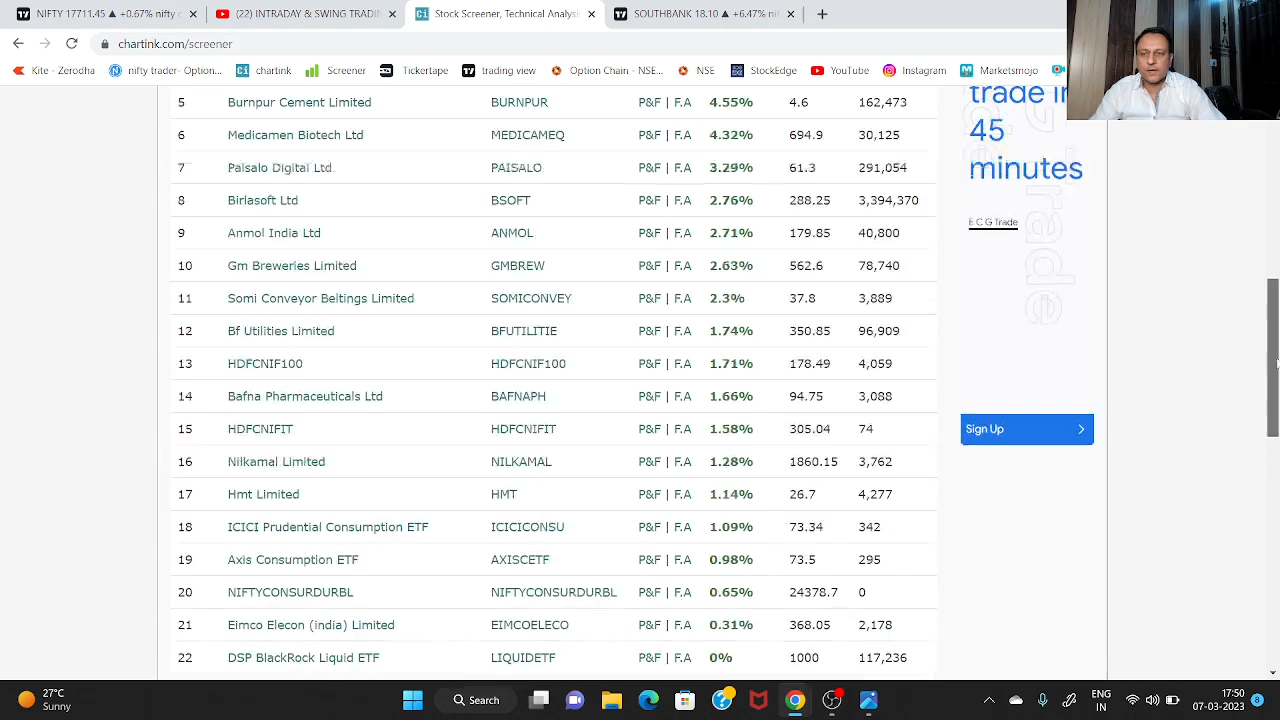 NIFTY 17711.45 ▲ +0.67% nifty
(22) INTRADAY & SWING TRADIN
Stock Screener, Technical Analysi
SOUTHBANK 18.10 ▲ +6.47% nif
chartink.com/screener
Kite - Zerodha
nifty trader- Option...
Chartink
Screener
Tickertape
tradingview
Option Chain - NSE...
NSE
StockE
YouTube
Instagram
Marketsmojo
5 Burnpur Cement Limited BURNPUR P&F | F.A 4.55% 4.6 162,473
6 Medicamen Biotech Ltd MEDICAMEQ P&F | F.A 4.32% 694.9 30,125
7 Paisalo Digital Ltd. PAISALO P&F | F.A 3.29% 61.3 291,054
8 Birlasoft Ltd BSOFT P&F | F.A 2.76% 288.25 3,394,370
9 Anmol India Ltd ANMOL P&F | F.A 2.71% 179.85 40,800
10 Gm Breweries Limited GMBREW P&F | F.A 2.63% 562.6 78,740
11 Somi Conveyor Beltings Limited SOMICONVEY P&F | F.A 2.3% 37.8 3,889
12 Bf Utilities Limited BFUTILITIE P&F | F.A 1.74% 350.85 96,909
13 HDFCNIF100 HDFCNIF100 P&F | F.A 1.71% 178.49 4,059
14 Bafna Pharmaceuticals Ltd BAFNAPH P&F | F.A 1.66% 94.75 3,088
15 HDFCNIFIT HDFCNIFIT P&F | F.A 1.58% 305.04 74
16 Nilkamal Limited NILKAMAL P&F | F.A 1.28% 1860.15 3,762
17 Hmt Limited HMT P&F | F.A 1.14% 26.7 4,277
18 ICICI Prudential Consumption ETF ICICICONSU P&F | F.A 1.09% 73.34 342
19 Axis Consumption ETF AXISCETF P&F | F.A 0.98% 73.5 295
20 NIFTYCONSURDURBL NIFTYCONSURDURBL P&F | F.A 0.65% 24378.7 0
21 Eimco Elecon (india) Limited EIMCOELECO P&F | F.A 0.31% 368.05 2,178
22 DSP BlackRock Liquid ETF LIQUIDETF P&F | F.A 0% 1000 117,236
trade in
45
minutes
E C G Trade
Trade
Sign Up
27°C
Sunny
Search
ENG
IN
17:50
07-03-2023
8